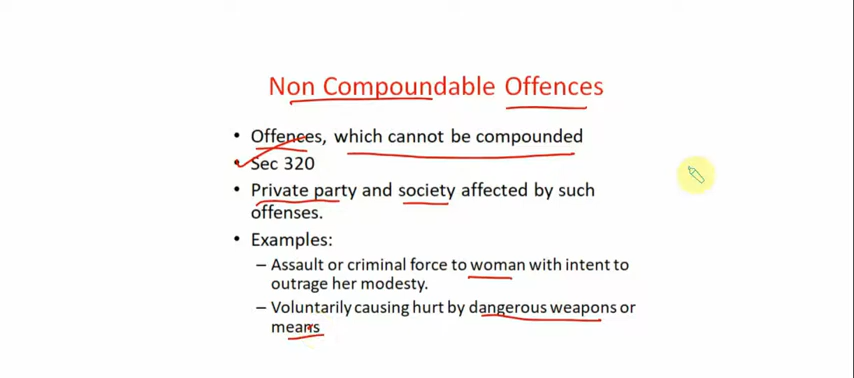 Non Compoundable Offences
• Offences, which cannot be compounded
• Sec 320
• Private party and society affected by such
offenses.
• Examples:
– Assault or criminal force to woman with intent to
outrage her modesty.
– Voluntarily causing hurt by dangerous weapons or
means